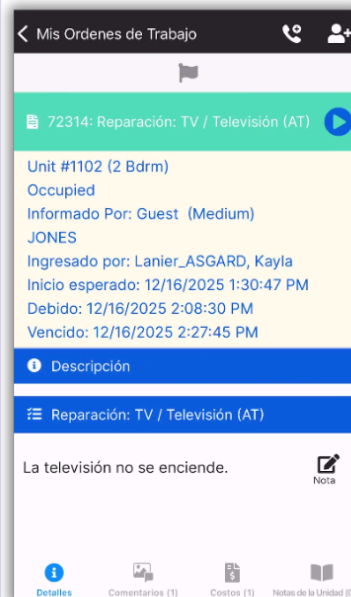 Mis Ordenes de Trabajo
72314: Reparación: TV / Televisión (AT)
Unit #1102 (2 Bdrm)
Occupied
Informado Por: Guest (Medium)
JONES
Ingresado por: Lanier_ASGARD, Kayla
Inicio esperado: 12/16/2025 1:30:47 PM
Debido: 12/16/2025 2:08:30 PM
Vencido: 12/16/2025 2:27:45 PM
Descripción
Reparación: TV / Televisión (AT)
La televisión no se enciende.
Nota
Detalles Comentarios (1) Costos (1) Notas de la Unidad